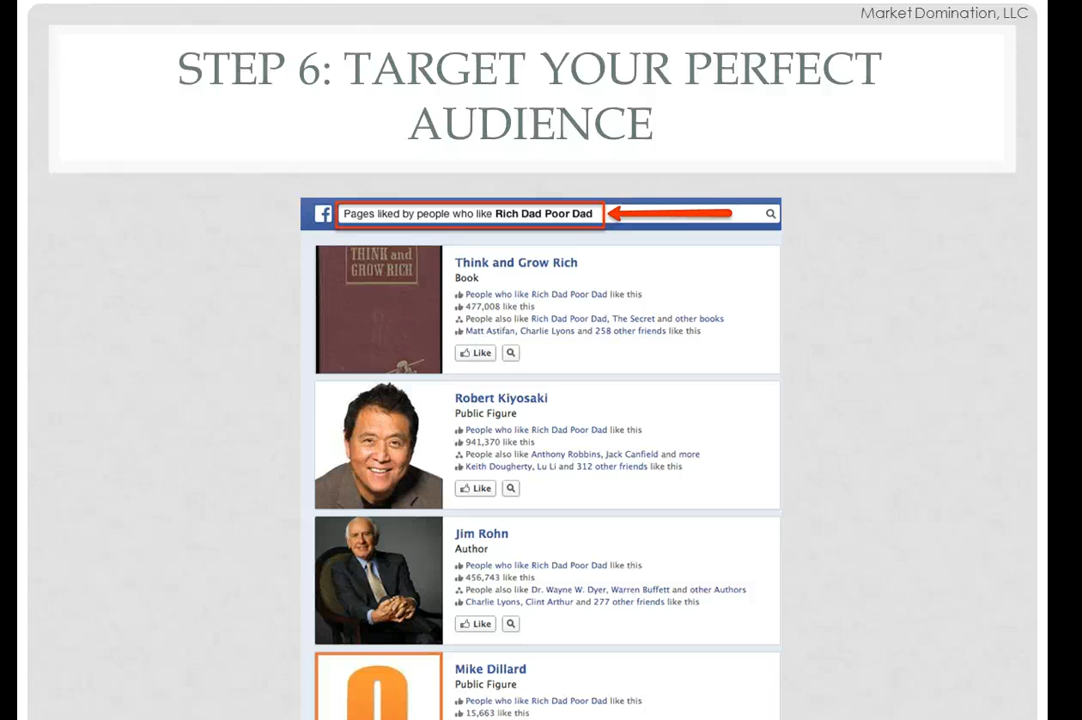 Market Domination, LLC
STEP 6: TARGET YOUR PERFECT
AUDIENCE
f Pages liked by people who like Rich Dad Poor Dad
THINK and
GROW RICH
Think and Grow Rich
Book
People who like Rich Dad Poor Dad like this
477,008 like this
People also like Rich Dad Poor Dad, The Secret and other books
Matt Astifan, Charlie Lyons and 258 other friends like this
Like
Robert Kiyosaki
Public Figure
People who like Rich Dad Poor Dad like this
941,370 like this
People also like Anthony Robbins, Jack Canfield and more
Keith Dougherty, Lu Li and 312 other friends like this
Like
Jim Rohn
Author
People who like Rich Dad Poor Dad like this
456,743 like this
People also like Dr. Wayne W. Dyer, Warren Buffett and other Authors
Charlie Lyons, Clint Arthur and 277 other friends like this
Like
Mike Dillard
Public Figure
People who like Rich Dad Poor Dad like this
15,663 like this